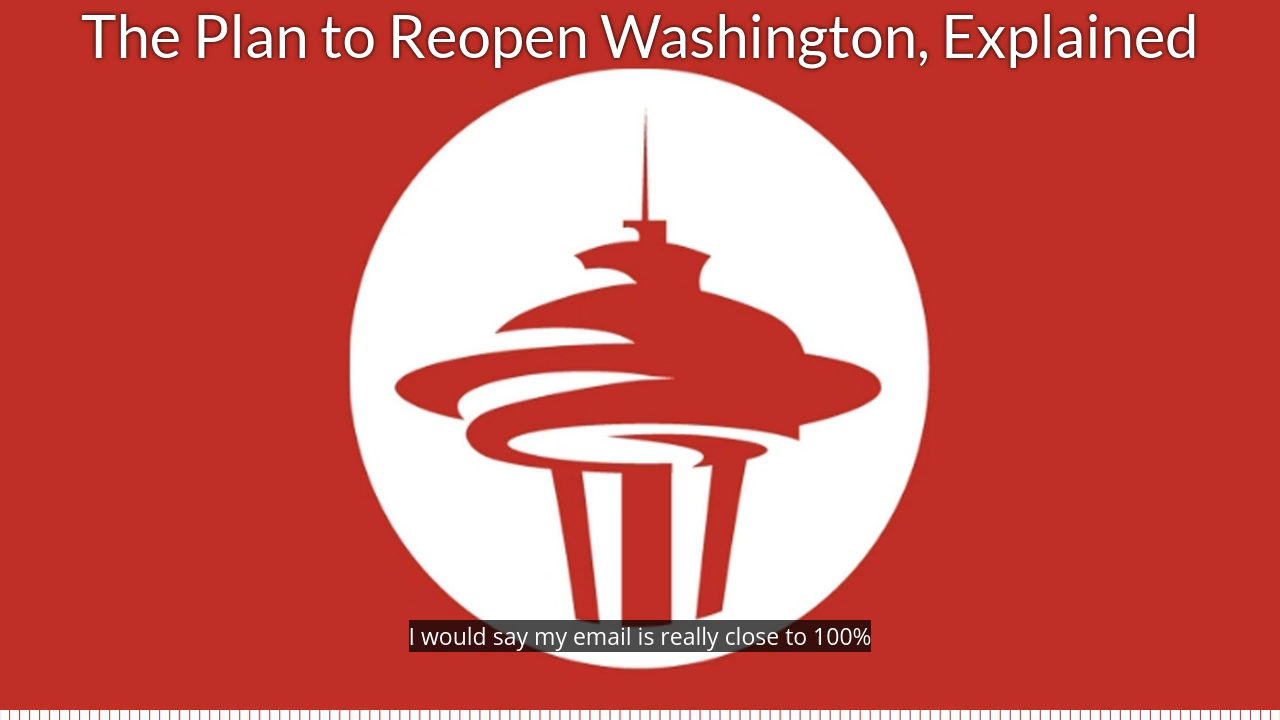 The Plan to Reopen Washington, Explained
I would say my email is really close to 100%